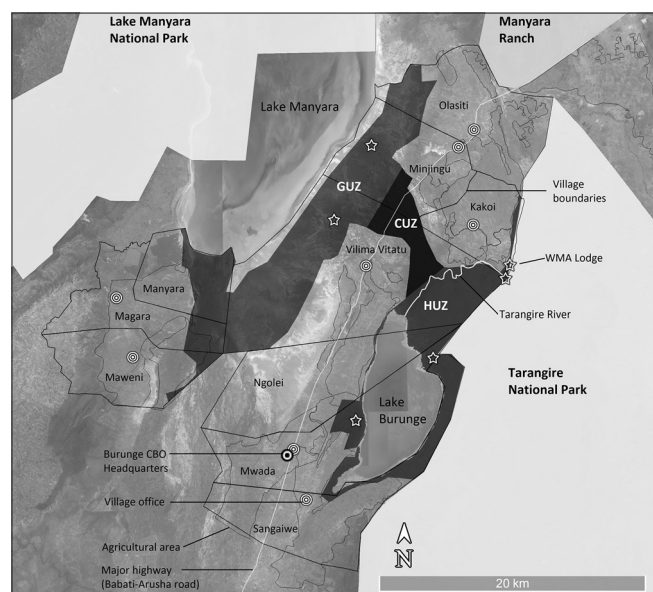 Lake Manyara
National Park
Manyara
Ranch
Lake Manyara
Olasiti
Minjingu
GUZ
Village
boundaries
Kakoi
CUZ
Vilima Vitatu
WMA Lodge
Manyara
HUZ
Magara
Tarangire River
Maweni
Ngolei
Tarangire
National Park
Lake
Burunge
Burunge CBO
Headquarters
Mwada
Village office
Sangaiwe
Agricultural area
N
Major highway
(Babati-Arusha road)
20 km